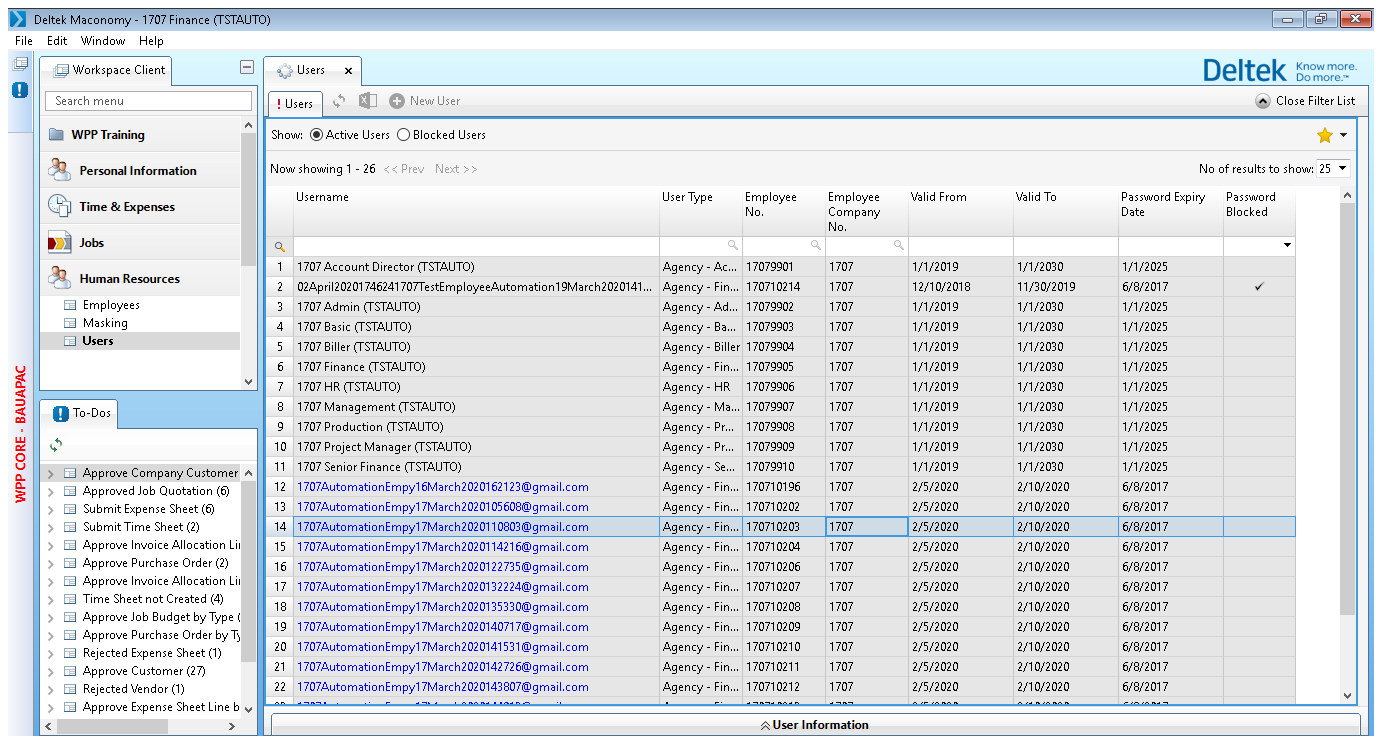 Deltek Maconomy - 1707 Finance (TSTAUTO)
File Edit Window Help
WPP CORE - BAUAPAC
Workspace Client
Search menu
WPP Training
Personal Information
Time & Expenses
Jobs
Human Resources
Employees
Masking
Users
To-Dos
Approve Company Customer
Approved Job Quotation (6)
Submit Expense Sheet (6)
Submit Time Sheet (2)
Approve Invoice Allocation Lin
Approve Purchase Order (2)
Approve Invoice Allocation Lin
Time Sheet not Created (4)
Approve Job Budget by Type (
Approve Purchase Order by Ty
Rejected Expense Sheet (1)
Approve Customer (27)
Rejected Vendor (1)
Approve Expense Sheet Line b
Users
Deltek Know more. Do more.™
! Users New User Close Filter List
Show: Active Users Blocked Users
Now showing 1 - 26 << Prev Next >> No of results to show: 25
Username User Type Employee No. Employee Company No. Valid From Valid To Password Expiry Date Password Blocked
1 1707 Account Director (TSTAUTO) Agency - Ac... 17079901 1707 1/1/2019 1/1/2030 1/1/2025
2 02April20201746241707TestEmployeeAutomation19March2020141... Agency - Fin... 170710214 1707 12/10/2018 11/30/2019 6/8/2017 ✓
3 1707 Admin (TSTAUTO) Agency - Ad... 17079902 1707 1/1/2019 1/1/2030 1/1/2025
4 1707 Basic (TSTAUTO) Agency - Ba... 17079903 1707 1/1/2019 1/1/2030 1/1/2025
5 1707 Biller (TSTAUTO) Agency - Biller 17079904 1707 1/1/2019 1/1/2030 1/1/2025
6 1707 Finance (TSTAUTO) Agency - Fin... 17079905 1707 1/1/2019 1/1/2030 1/1/2025
7 1707 HR (TSTAUTO) Agency - HR 17079906 1707 1/1/2019 1/1/2030 1/1/2025
8 1707 Management (TSTAUTO) Agency - Ma... 17079907 1707 1/1/2019 1/1/2030 1/1/2025
9 1707 Production (TSTAUTO) Agency - Pr... 17079908 1707 1/1/2019 1/1/2030 1/1/2025
10 1707 Project Manager (TSTAUTO) Agency - Pr... 17079909 1707 1/1/2019 1/1/2030 1/1/2025
11 1707 Senior Finance (TSTAUTO) Agency - Se... 17079910 1707 1/1/2019 1/1/2030 1/1/2025
12 1707AutomationEmpy16March2020162123@gmail.com Agency - Fin... 170710196 1707 2/5/2020 2/10/2020 6/8/2017
13 1707AutomationEmpy17March2020105608@gmail.com Agency - Fin... 170710202 1707 2/5/2020 2/10/2020 6/8/2017
14 1707AutomationEmpy17March2020110803@gmail.com Agency - Fin... 170710203 1707 2/5/2020 2/10/2020 6/8/2017
15 1707AutomationEmpy17March2020114216@gmail.com Agency - Fin... 170710204 1707 2/5/2020 2/10/2020 6/8/2017
16 1707AutomationEmpy17March2020122735@gmail.com Agency - Fin... 170710206 1707 2/5/2020 2/10/2020 6/8/2017
17 1707AutomationEmpy17March2020132224@gmail.com Agency - Fin... 170710207 1707 2/5/2020 2/10/2020 6/8/2017
18 1707AutomationEmpy17March2020135330@gmail.com Agency - Fin... 170710208 1707 2/5/2020 2/10/2020 6/8/2017
19 1707AutomationEmpy17March2020140717@gmail.com Agency - Fin... 170710209 1707 2/5/2020 2/10/2020 6/8/2017
20 1707AutomationEmpy17March2020141531@gmail.com Agency - Fin... 170710210 1707 2/5/2020 2/10/2020 6/8/2017
21 1707AutomationEmpy17March2020142726@gmail.com Agency - Fin... 170710211 1707 2/5/2020 2/10/2020 6/8/2017
22 1707AutomationEmpy17March2020143807@gmail.com Agency - Fin... 170710212 1707 2/5/2020 2/10/2020 6/8/2017
User Information